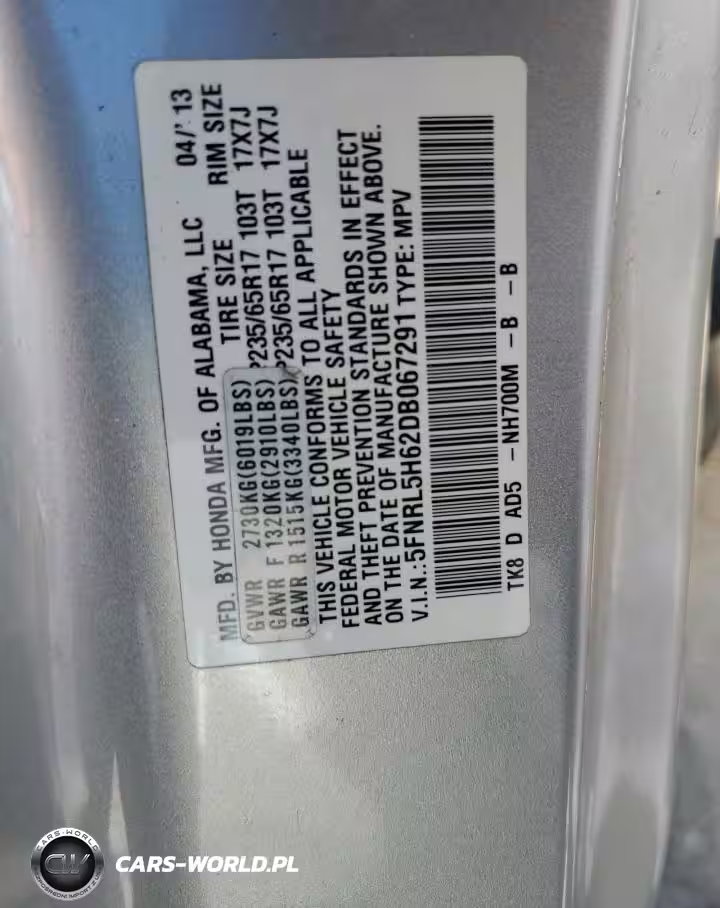 MFD. BY HONDA MFG. OF ALABAMA, LLC 04/13
TIRE SIZE RIM SIZE
GVWR 2730KG(6019LBS)
GAWR F 1320KG(2910LBS) P235/65R17 103T 17X7J
GAWR R 1515KG(3340LBS) P235/65R17 103T 17X7J
THIS VEHICLE CONFORMS TO ALL APPLICABLE
FEDERAL MOTOR VEHICLE SAFETY
AND THEFT PREVENTION STANDARDS IN EFFECT
ON THE DATE OF MANUFACTURE SHOWN ABOVE.
V.I.N.:5FNRL5H62DB067291 TYPE: MPV
TK8 D AD5 -NH700M -B -B
CARS-WORLD
CW
CARS-WORLD.PL